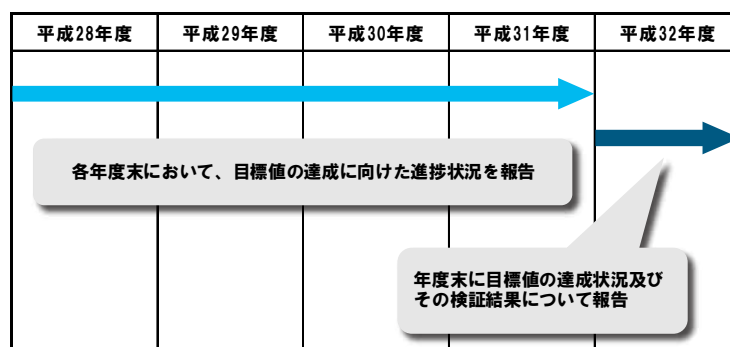 平成28年度 平成29年度 平成30年度 平成31年度 平成32年度
各年度末において、目標値の達成に向けた進捗状況を報告
年度末に目標値の達成状況及び
その検証結果について報告